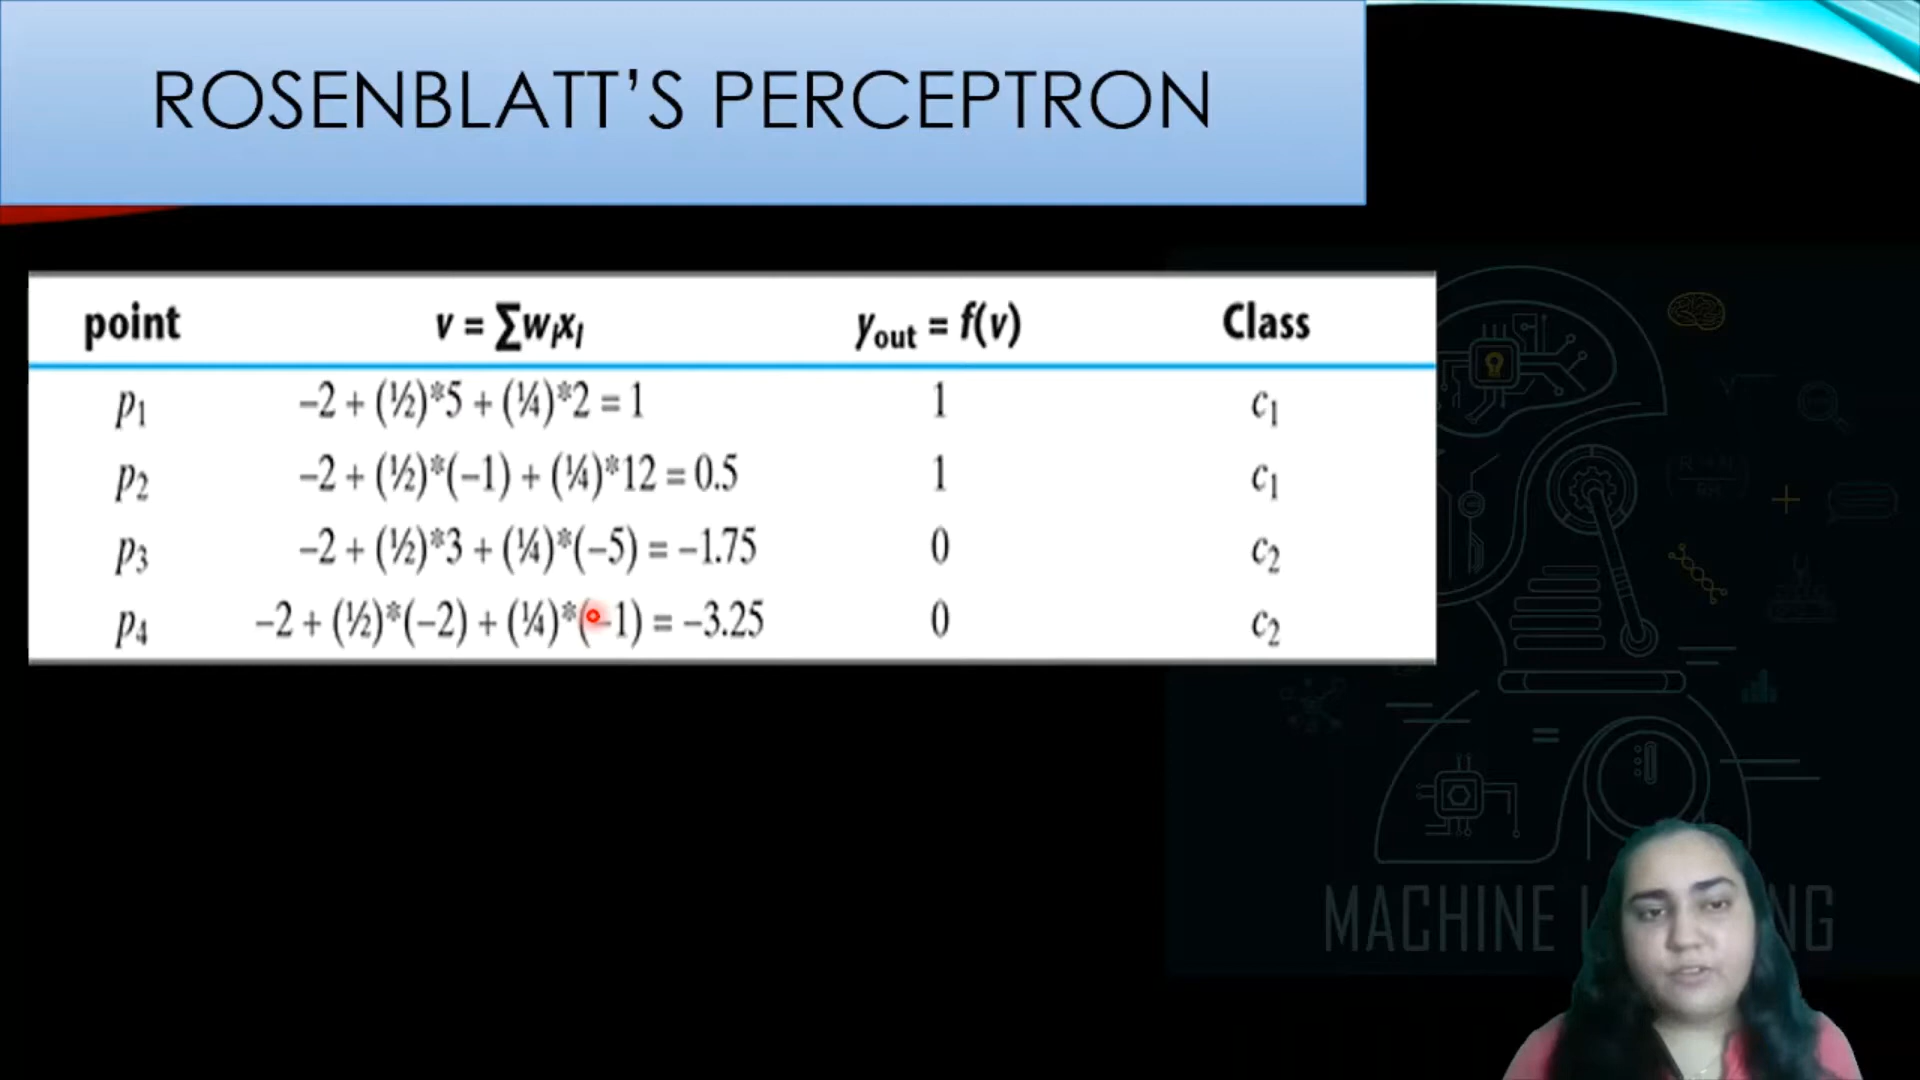 ROSENBLATT’S PERCEPTRON
point v = ∑wᵢxᵢ yout = f(v) Class
p1 –2 + (½)*5 + (¼)*2 = 1 1 c1
p2 –2 + (½)*(–1) + (¼)*12 = 0.5 1 c1
p3 –2 + (½)*3 + (¼)*(–5) = –1.75 0 c2
p4 –2 + (½)*(–2) + (¼)*(–1) = –3.25 0 c2
MACHINE L NG